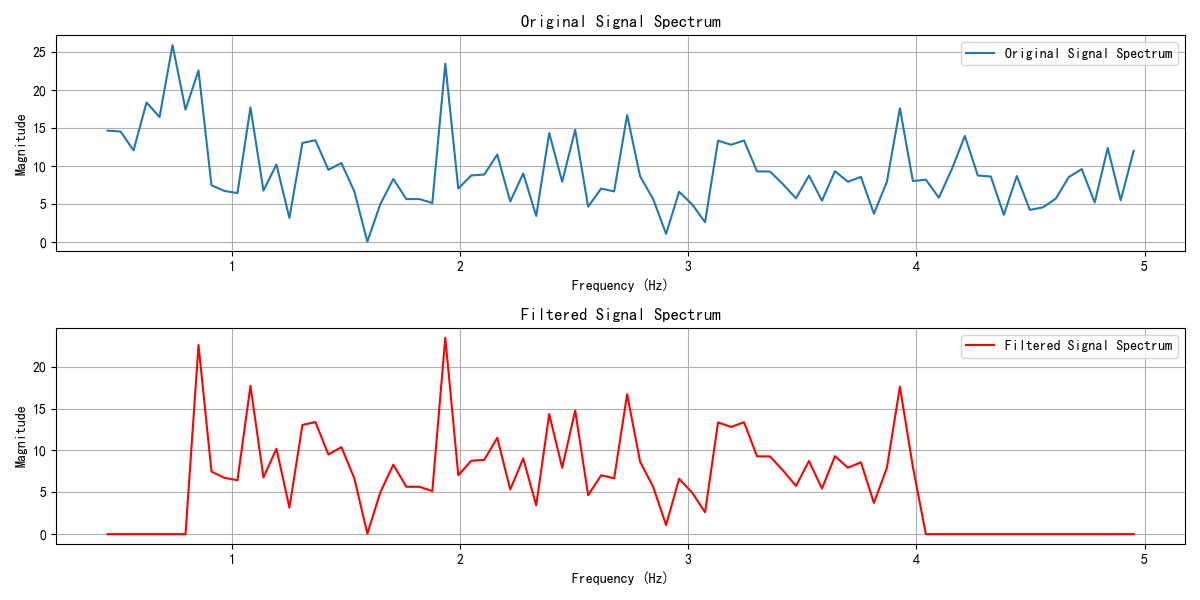 Original Signal Spectrum
Original Signal Spectrum
Magnitude
25
20
15
10
5
0
1 2 3 4 5
Frequency (Hz)
Filtered Signal Spectrum
Filtered Signal Spectrum
Magnitude
20
15
10
5
0
1 2 3 4 5
Frequency (Hz)